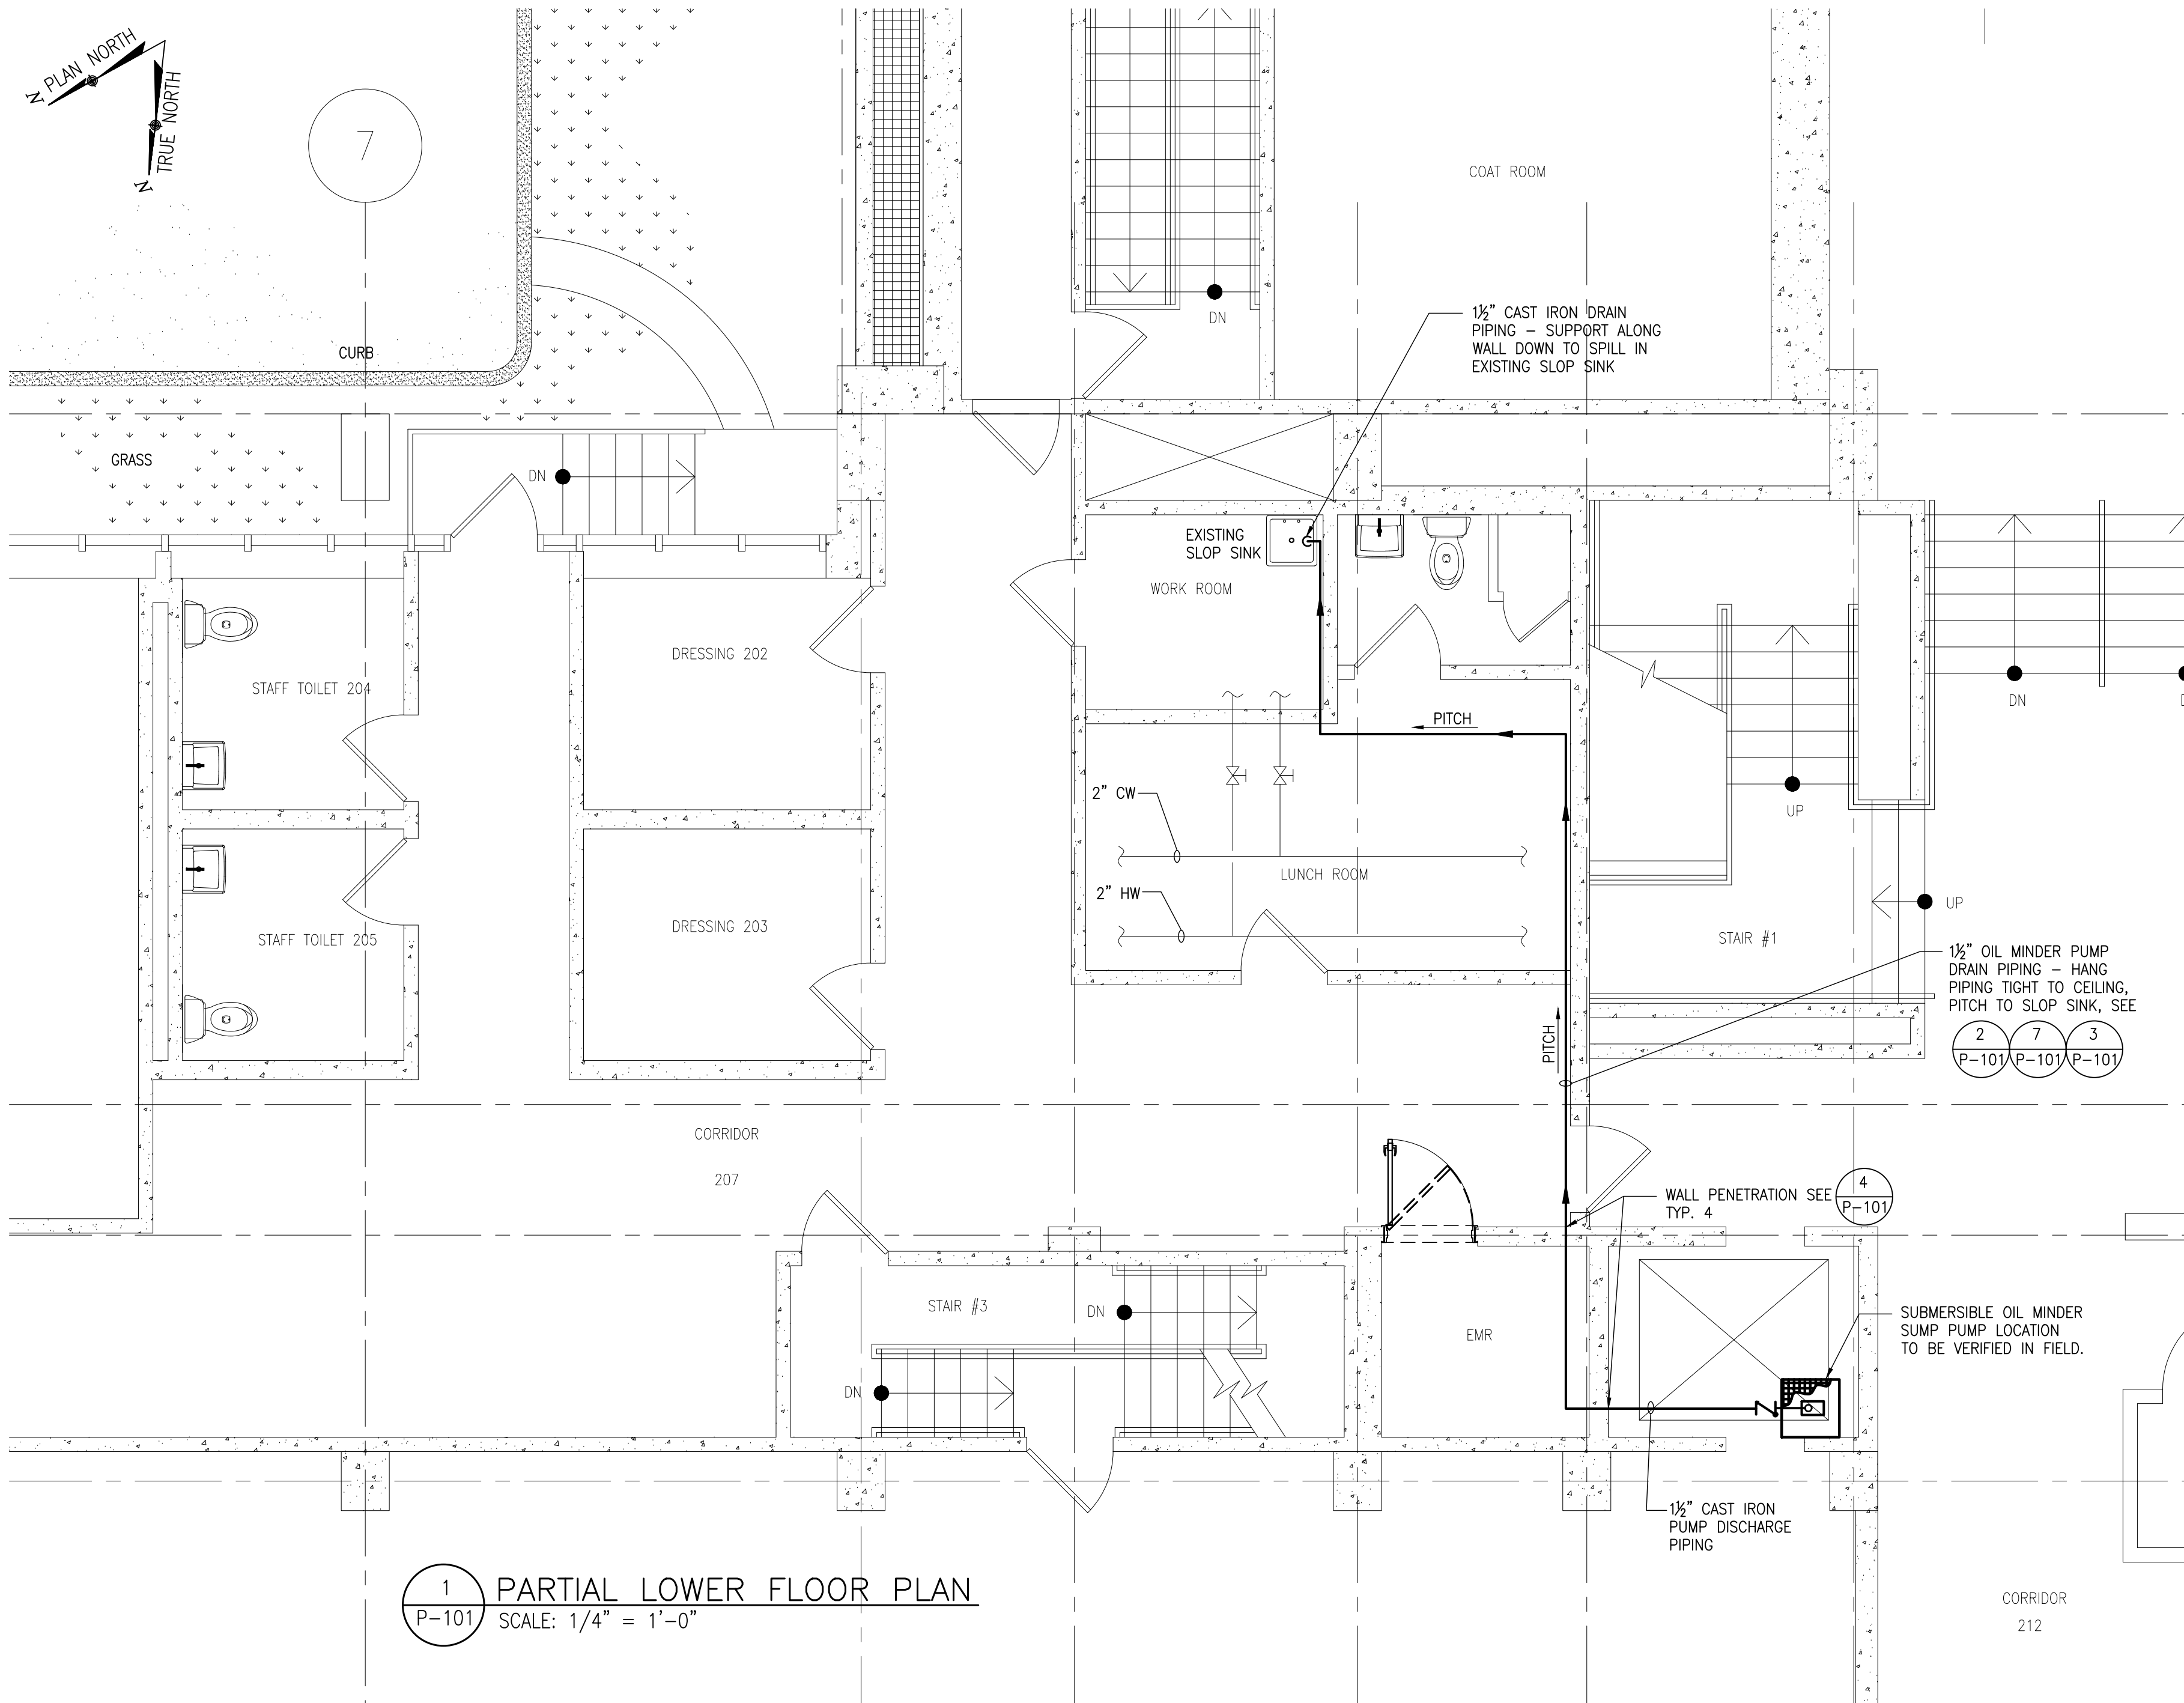 PLAN NORTH
N
TRUE NORTH
N
7
CURB
GRASS
DN
COAT ROOM
DN
1½" CAST IRON DRAIN
PIPING – SUPPORT ALONG
WALL DOWN TO SPILL IN
EXISTING SLOP SINK
EXISTING
SLOP SINK
WORK ROOM
DRESSING 202
STAFF TOILET 204
DN
D
PITCH
2" CW
UP
LUNCH ROOM
2" HW
UP
STAFF TOILET 205
DRESSING 203
STAIR #1
1½" OIL MINDER PUMP
DRAIN PIPING – HANG
PIPING TIGHT TO CEILING,
PITCH TO SLOP SINK, SEE
2
P-101
7
P-101
3
P-101
PITCH
CORRIDOR
207
WALL PENETRATION SEE
TYP. 4
4
P-101
STAIR #3
DN
EMR
SUBMERSIBLE OIL MINDER
SUMP PUMP LOCATION
TO BE VERIFIED IN FIELD.
DN
1½" CAST IRON
PUMP DISCHARGE
PIPING
1
P-101
PARTIAL LOWER FLOOR PLAN
SCALE: 1/4" = 1'-0"
CORRIDOR
212